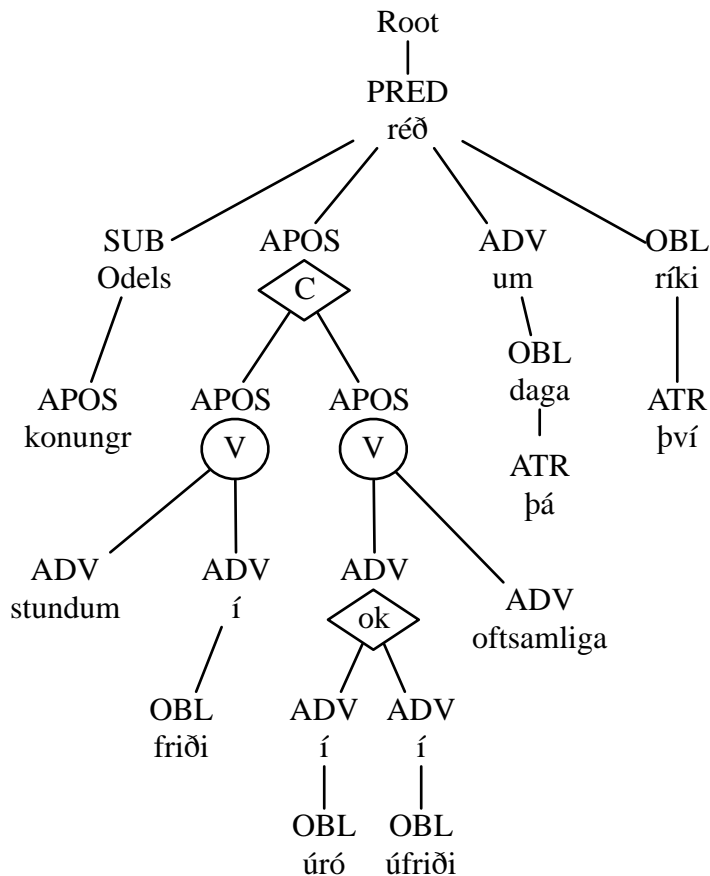 Root
PRED
réð
SUB APOS ADV OBL
Odels C um ríki
OBL
daga
APOS APOS APOS ATR
konungr V V því
ATR
þá
ADV ADV ADV ADV
stundum í ok oftsamliga
OBL ADV ADV
friði í í
OBL OBL
úró úfriði